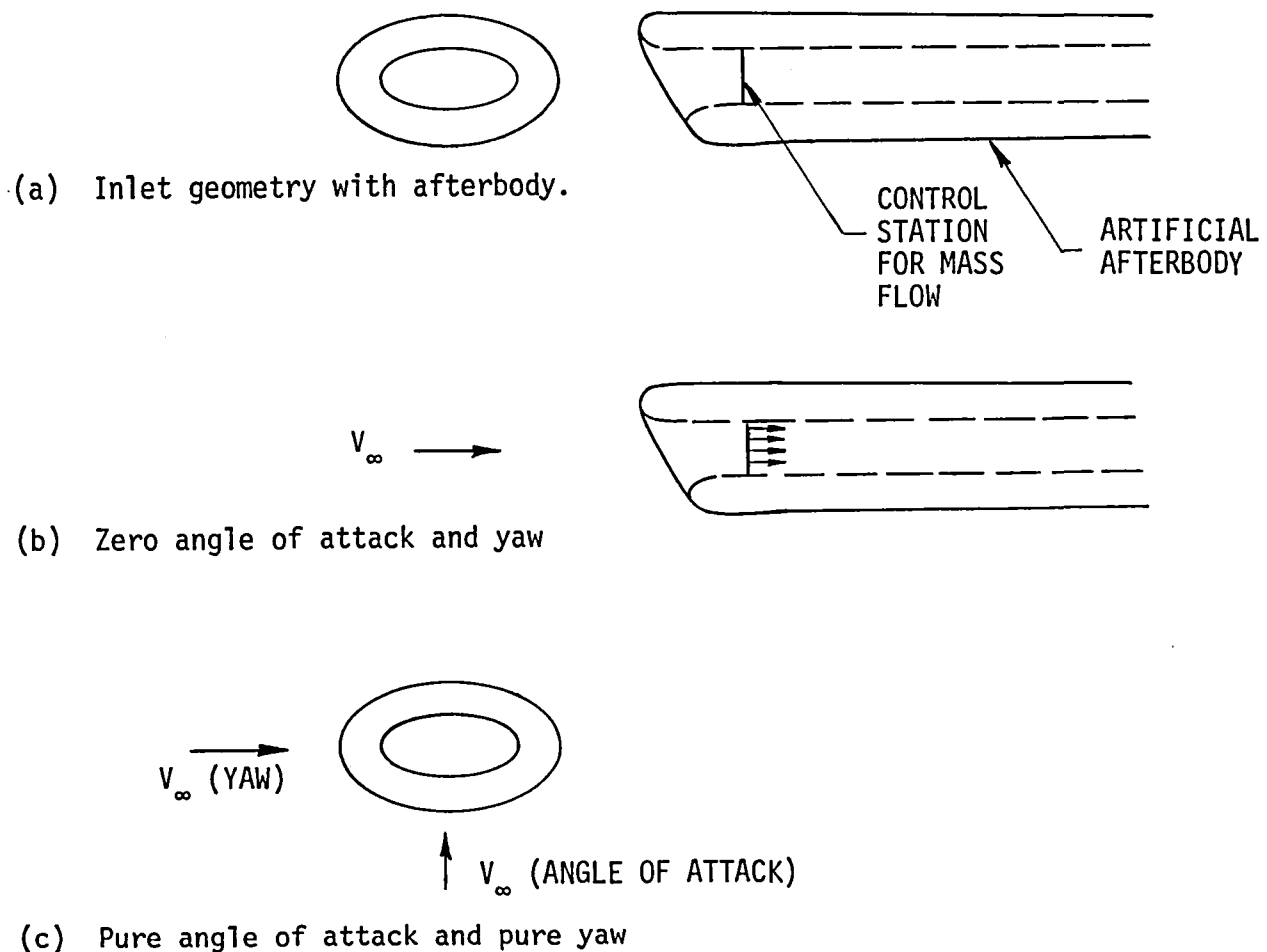 (a) Inlet geometry with afterbody.
CONTROL
STATION
FOR MASS
FLOW
ARTIFICIAL
AFTERBODY
V∞
(b) Zero angle of attack and yaw
V∞ (YAW)
V∞ (ANGLE OF ATTACK)
(c) Pure angle of attack and pure yaw